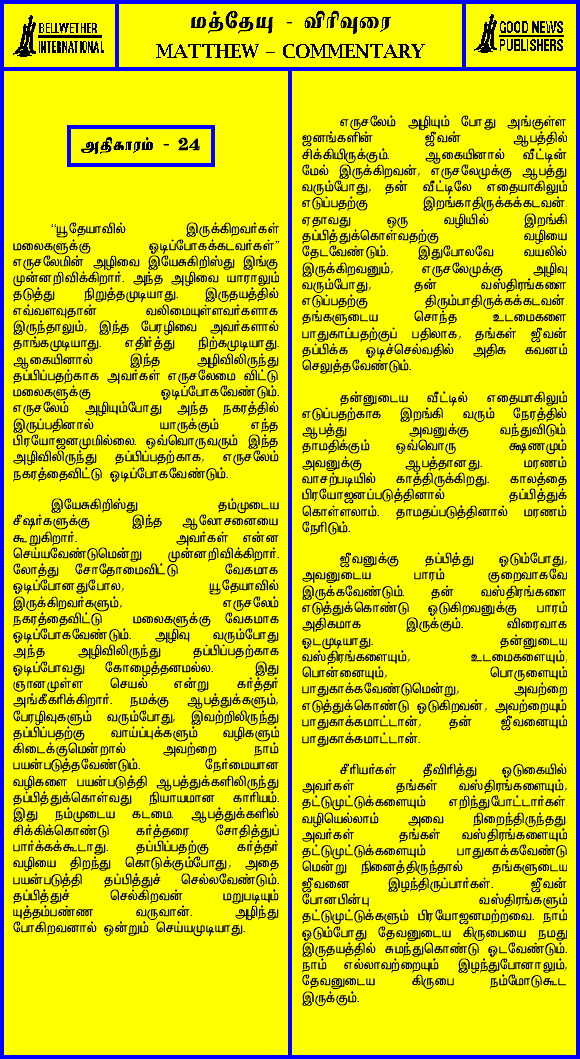 BELLWETHER
INTERNATIONAL
மத்தேயு - விரிவுரை
MATTHEW – COMMENTARY
GOOD NEWS
PUBLISHERS
அதிகாரம் - 24
“யூதேயாவில் இருக்கிறவர்கள்
மலைகளுக்கு ஓடிப்போகக்கடவர்கள்”
எருசலேமின் அழிவை இயேசுகிறிஸ்து இங்கு
முன்னறிவிக்கிறார். அந்த அழிவை யாராலும்
தடுத்து நிறுத்தமுடியாது. இருதயத்தில்
எவ்வளவுதான் வலிமையுள்ளவர்களாக
இருந்தாலும், இந்த பேரழிவை அவர்களால்
தாங்கமுடியாது. எதிர்த்து நிற்கமுடியாது.
ஆகையினால் இந்த அழிவிலிருந்து
தப்பிப்பதற்காக அவர்கள் எருசலேமை விட்டு
மலைகளுக்கு ஓடிப்போகவேண்டும்.
எருசலேம் அழியும்போது அந்த நகரத்தில்
இருப்பதினால் யாருக்கும் எந்த
பிரயோஜனமுமில்லை. ஒவ்வொருவரும் இந்த
அழிவிலிருந்து தப்பிப்பதற்காக, எருசலேம்
நகரத்தைவிட்டு ஓடிப்போகவேண்டும்.
இயேசுகிறிஸ்து தம்முடைய
சீஷர்களுக்கு இந்த ஆலோசனையை
கூறுகிறார். அவர்கள் என்ன
செய்யவேண்டுமென்று முன்னறிவிக்கிறார்.
லோத்து சோதோமைவிட்டு வேகமாக
ஓடிப்போனதுபோல, யூதேயாவில்
இருக்கிறவர்களும், எருசலேம்
நகரத்தைவிட்டு மலைகளுக்கு வேகமாக
ஓடிப்போகவேண்டும். அழிவு வரும்போது
அந்த அழிவிலிருந்து தப்பிப்பதற்காக
ஓடிப்போவது கோழைத்தனமல்ல. இது
ஞானமுள்ள செயல் என்று கர்த்தர்
அங்கீகரிக்கிறார். நமக்கு ஆபத்துக்களும்,
பேரழிவுகளும் வரும்போது, இவற்றிலிருந்து
தப்பிப்பதற்கு வாய்ப்புக்களும் வழிகளும்
கிடைக்குமென்றால் அவற்றை நாம்
பயன்படுத்தவேண்டும். நேர்மையான
வழிகளை பயன்படுத்தி ஆபத்துக்களிலிருந்து
தப்பித்துக்கொள்வது நியாயமான காரியம்.
இது நம்முடைய கடமை. ஆபத்துக்களில்
சிக்கிக்கொண்டு கர்த்தரை சோதித்துப்
பார்க்கக்கூடாது. தப்பிப்பதற்கு கர்த்தர்
வழியை திறந்து கொடுக்கும்போது, அதை
பயன்படுத்தி தப்பித்துச் செல்லவேண்டும்.
தப்பித்துச் செல்கிறவன் மறுபடியும்
யுத்தம்பண்ண வருவான். அழிந்து
போகிறவனால் ஒன்றும் செய்யமுடியாது.
எருசலேம் அழியும் போது அங்குள்ள
ஜனங்களின் ஜீவன் ஆபத்தில்
சிக்கியிருக்கும். ஆகையினால் வீட்டின்
மேல் இருக்கிறவன், எருசலேமுக்கு ஆபத்து
வரும்போது, தன் வீட்டிலே எதையாகிலும்
எடுப்பதற்கு இறங்காதிருக்கக்கடவன்.
ஏதாவது ஒரு வழியில் இறங்கி
தப்பித்துக்கொள்வதற்கு வழியை
தேடவேண்டும். இதுபோலவே வயலில்
இருக்கிறவனும், எருசலேமுக்கு அழிவு
வரும்போது, தன் வஸ்திரங்களை
எடுப்பதற்கு திரும்பாதிருக்கக்கடவன்.
தங்களுடைய சொந்த உடமைகளை
பாதுகாப்பதற்குப் பதிலாக, தங்கள் ஜீவன்
தப்பிக்க ஓடிச்செல்வதில் அதிக கவனம்
செலுத்தவேண்டும்.
தன்னுடைய வீட்டில் எதையாகிலும்
எடுப்பதற்காக இறங்கி வரும் நேரத்தில்
ஆபத்து அவனுக்கு வந்துவிடும்.
தாமதிக்கும் ஒவ்வொரு க்ஷணமும்
அவனுக்கு ஆபத்தானது. மரணம்
வாசற்படியில் காத்திருக்கிறது. காலத்தை
பிரயோஜனப்படுத்தினால் தப்பித்துக்
கொள்ளலாம். தாமதப்படுத்தினால் மரணம்
நேரிடும்.
ஜீவனுக்கு தப்பித்து ஓடும்போது,
அவனுடைய பாரம் குறைவாகவே
இருக்கவேண்டும். தன் வஸ்திரங்களை
எடுத்துக்கொண்டு ஓடுகிறவனுக்கு பாரம்
அதிகமாக இருக்கும். விரைவாக
ஓடமுடியாது. தன்னுடைய
வஸ்திரங்களையும், உடமைகளையும்,
பொன்னையும், பொருளையும்
பாதுகாக்கவேண்டுமென்று, அவற்றை
எடுத்துக்கொண்டு ஓடுகிறவன், அவற்றையும்
பாதுகாக்கமாட்டான், தன் ஜீவனையும்
பாதுகாக்கமாட்டான்.
சீரியர்கள் தீவிரித்து ஓடுகையில்
அவர்கள் தங்கள் வஸ்திரங்களையும்,
தட்டுமுட்டுக்களையும் எறிந்துபோட்டார்கள்.
வழியெல்லாம் அவை நிறைந்திருந்தது.
அவர்கள் தங்கள் வஸ்திரங்களையும்
தட்டுமுட்டுக்களையும் பாதுகாக்கவேண்டு
மென்று நினைத்திருந்தால் தங்களுடைய
ஜீவனை இழந்திருப்பார்கள். ஜீவன்
போனபின்பு வஸ்திரங்களும்
தட்டுமுட்டுக்களும் பிரயோஜனமற்றவை. நாம்
ஓடும்போது தேவனுடைய கிருபையை நமது
இருதயத்தில் சுமந்துகொண்டு ஓடவேண்டும்.
நாம் எல்லாவற்றையும் இழந்துபோனாலும்,
தேவனுடைய கிருபை நம்மோடுகூட
இருக்கும்.